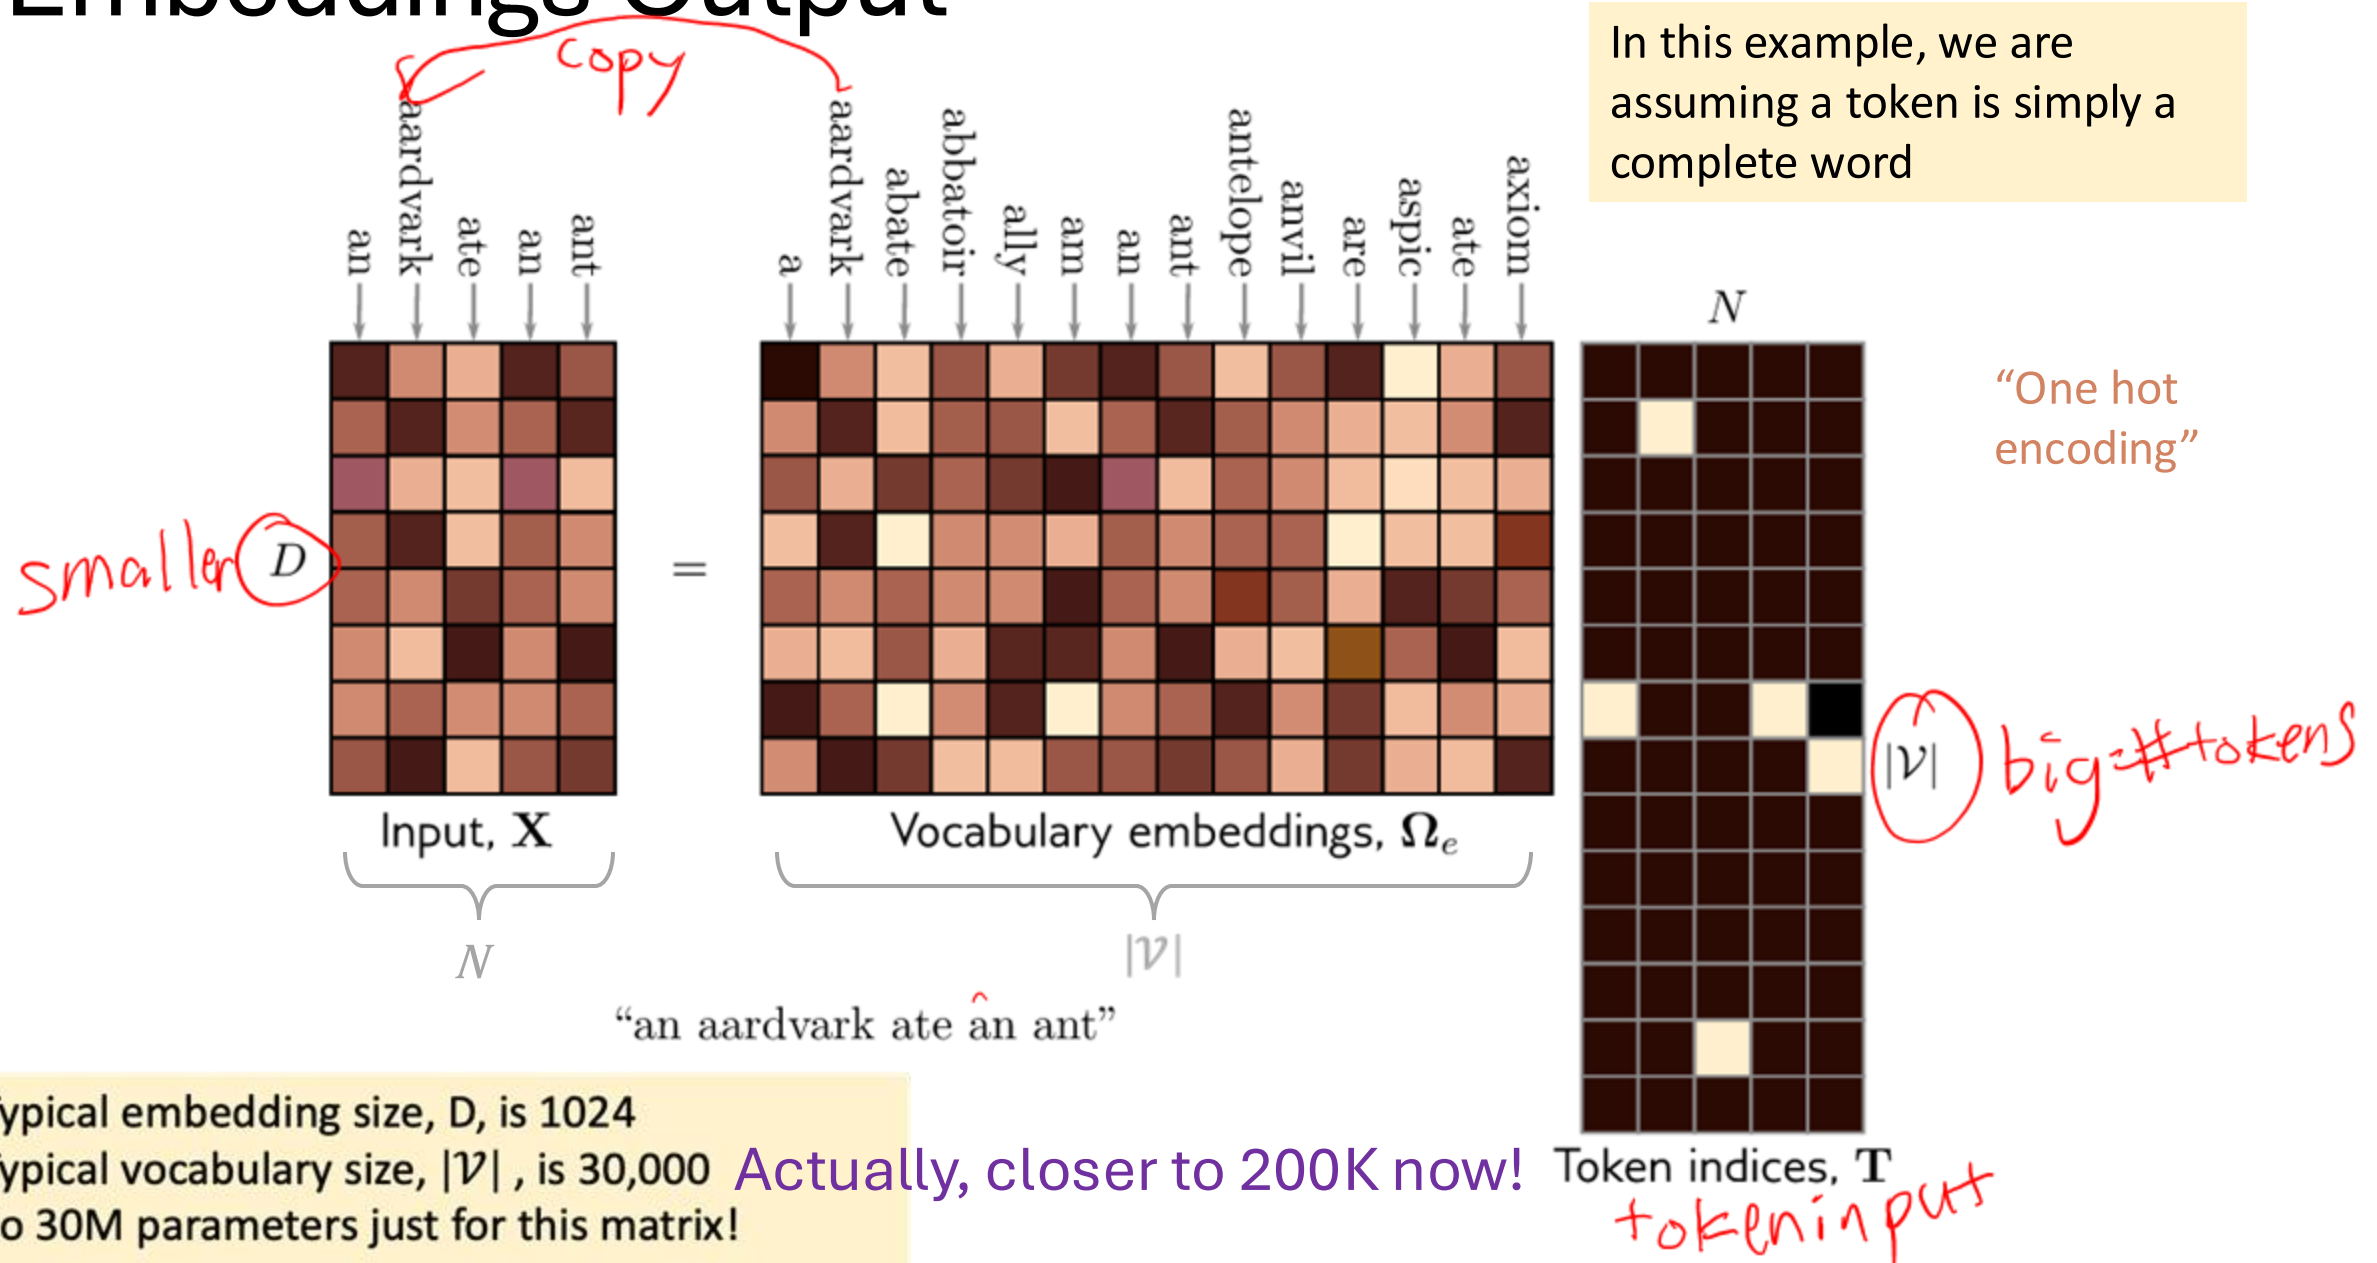 Embeddings Output
copy
In this example, we are
assuming a token is simply a
complete word
an aardvark ate an ant
a aardvark abate abbatoir ally am an ant antelope anvil are aspic ate axiom
N
"One hot
encoding"
smaller D
=
|V| big=#tokens
Input, X
Vocabulary embeddings, Ωe
N
|V|
"an aardvark ate an ant"
ypical embedding size, D, is 1024
ypical vocabulary size, |V| , is 30,000
Actually, closer to 200K now!
Token indices, T
o 30M parameters just for this matrix!
token input